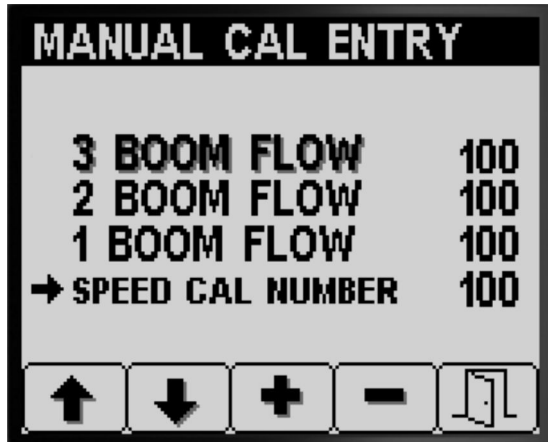 MANUAL CAL ENTRY
3 BOOM FLOW 100
2 BOOM FLOW 100
1 BOOM FLOW 100
SPEED CAL NUMBER 100